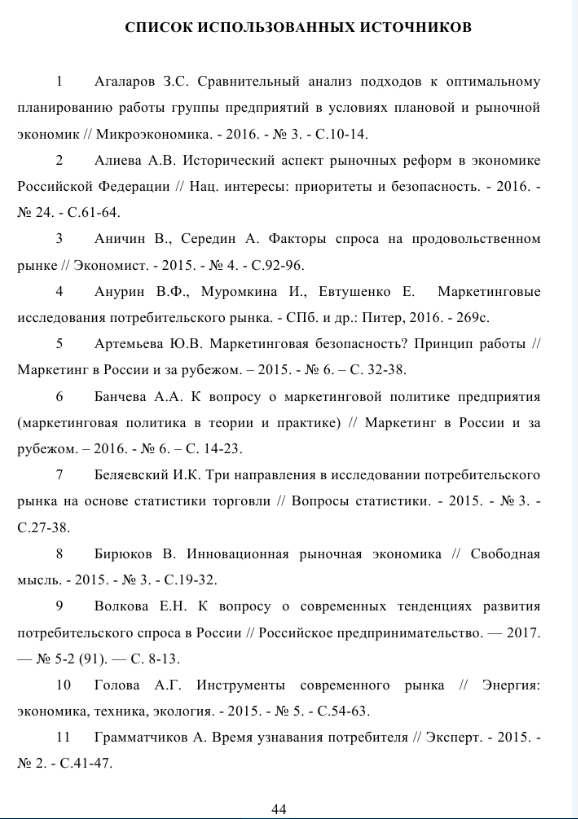 СПИСОК ИСПОЛЬЗОВАННЫХ ИСТОЧНИКОВ
1 Агаларов З.С. Сравнительный анализ подходов к оптимальному
планированию работы группы предприятий в условиях плановой и рыночной
экономик // Микроэкономика. - 2016. - № 3. - С.10-14.
2 Алиева А.В. Исторический аспект рыночных реформ в экономике
Российской Федерации // Нац. интересы: приоритеты и безопасность. - 2016. -
№ 24. - С.61-64.
3 Аничин В., Середин А. Факторы спроса на продовольственном
рынке // Экономист. - 2015. - № 4. - С.92-96.
4 Анурин В.Ф., Муромкина И., Евтушенко Е. Маркетинговые
исследования потребительского рынка. - СПб. и др.: Питер, 2016. - 269с.
5 Артемьева Ю.В. Маркетинговая безопасность? Принцип работы //
Маркетинг в России и за рубежом. – 2015. - № 6. – С. 32-38.
6 Банчева А.А. К вопросу о маркетинговой политике предприятия
(маркетинговая политика в теории и практике) // Маркетинг в России и за
рубежом. – 2016. - № 6. – С. 14-23.
7 Беляевский И.К. Три направления в исследовании потребительского
рынка на основе статистики торговли // Вопросы статистики. - 2015. - № 3. -
С.27-38.
8 Бирюков В. Инновационная рыночная экономика // Свободная
мысль. - 2015. - № 3. - С.19-32.
9 Волкова Е.Н. К вопросу о современных тенденциях развития
потребительского спроса в России // Российское предпринимательство. — 2017.
— № 5-2 (91). — С. 8-13.
10 Голова А.Г. Инструменты современного рынка // Энергия:
экономика, техника, экология. - 2015. - № 5. - С.54-63.
11 Грамматчиков А. Время узнавания потребителя // Эксперт. - 2015. -
№ 2. - С.41-47.
44